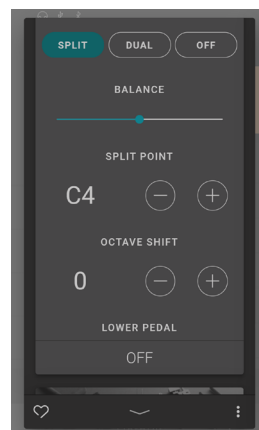 SPLIT DUAL OFF
BALANCE
SPLIT POINT
C4
OCTAVE SHIFT
0
LOWER PEDAL
OFF